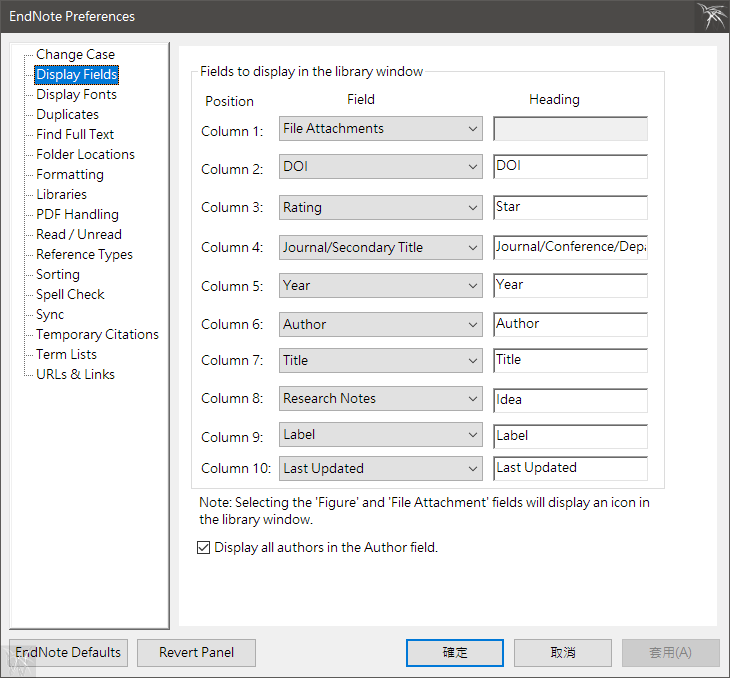 EndNote Preferences
Change Case
Display Fields
Display Fonts
Duplicates
Find Full Text
Folder Locations
Formatting
Libraries
PDF Handling
Read / Unread
Reference Types
Sorting
Spell Check
Sync
Temporary Citations
Term Lists
URLs & Links
Fields to display in the library window
Position Field Heading
Column 1: File Attachments
Column 2: DOI DOI
Column 3: Rating Star
Column 4: Journal/Secondary Title Journal/Conference/Depa
Column 5: Year Year
Column 6: Author Author
Column 7: Title Title
Column 8: Research Notes Idea
Column 9: Label Label
Column 10: Last Updated Last Updated
Note: Selecting the 'Figure' and 'File Attachment' fields will display an icon in
the library window.
Display all authors in the Author field.
EndNote Defaults Revert Panel 確定 取消 套用(A)